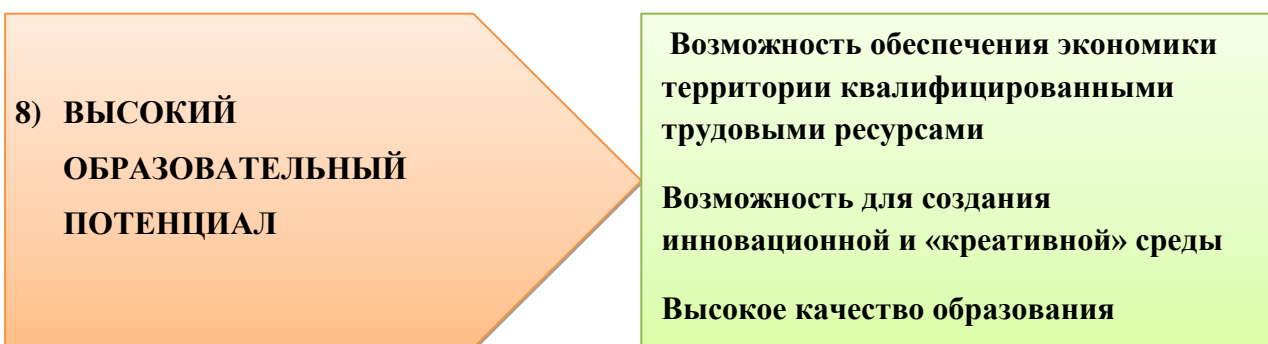 8) ВЫСОКИЙ
ОБРАЗОВАТЕЛЬНЫЙ
ПОТЕНЦИАЛ
Возможность обеспечения экономики
территории квалифицированными
трудовыми ресурсами
Возможность для создания
инновационной и «креативной» среды
Высокое качество образования